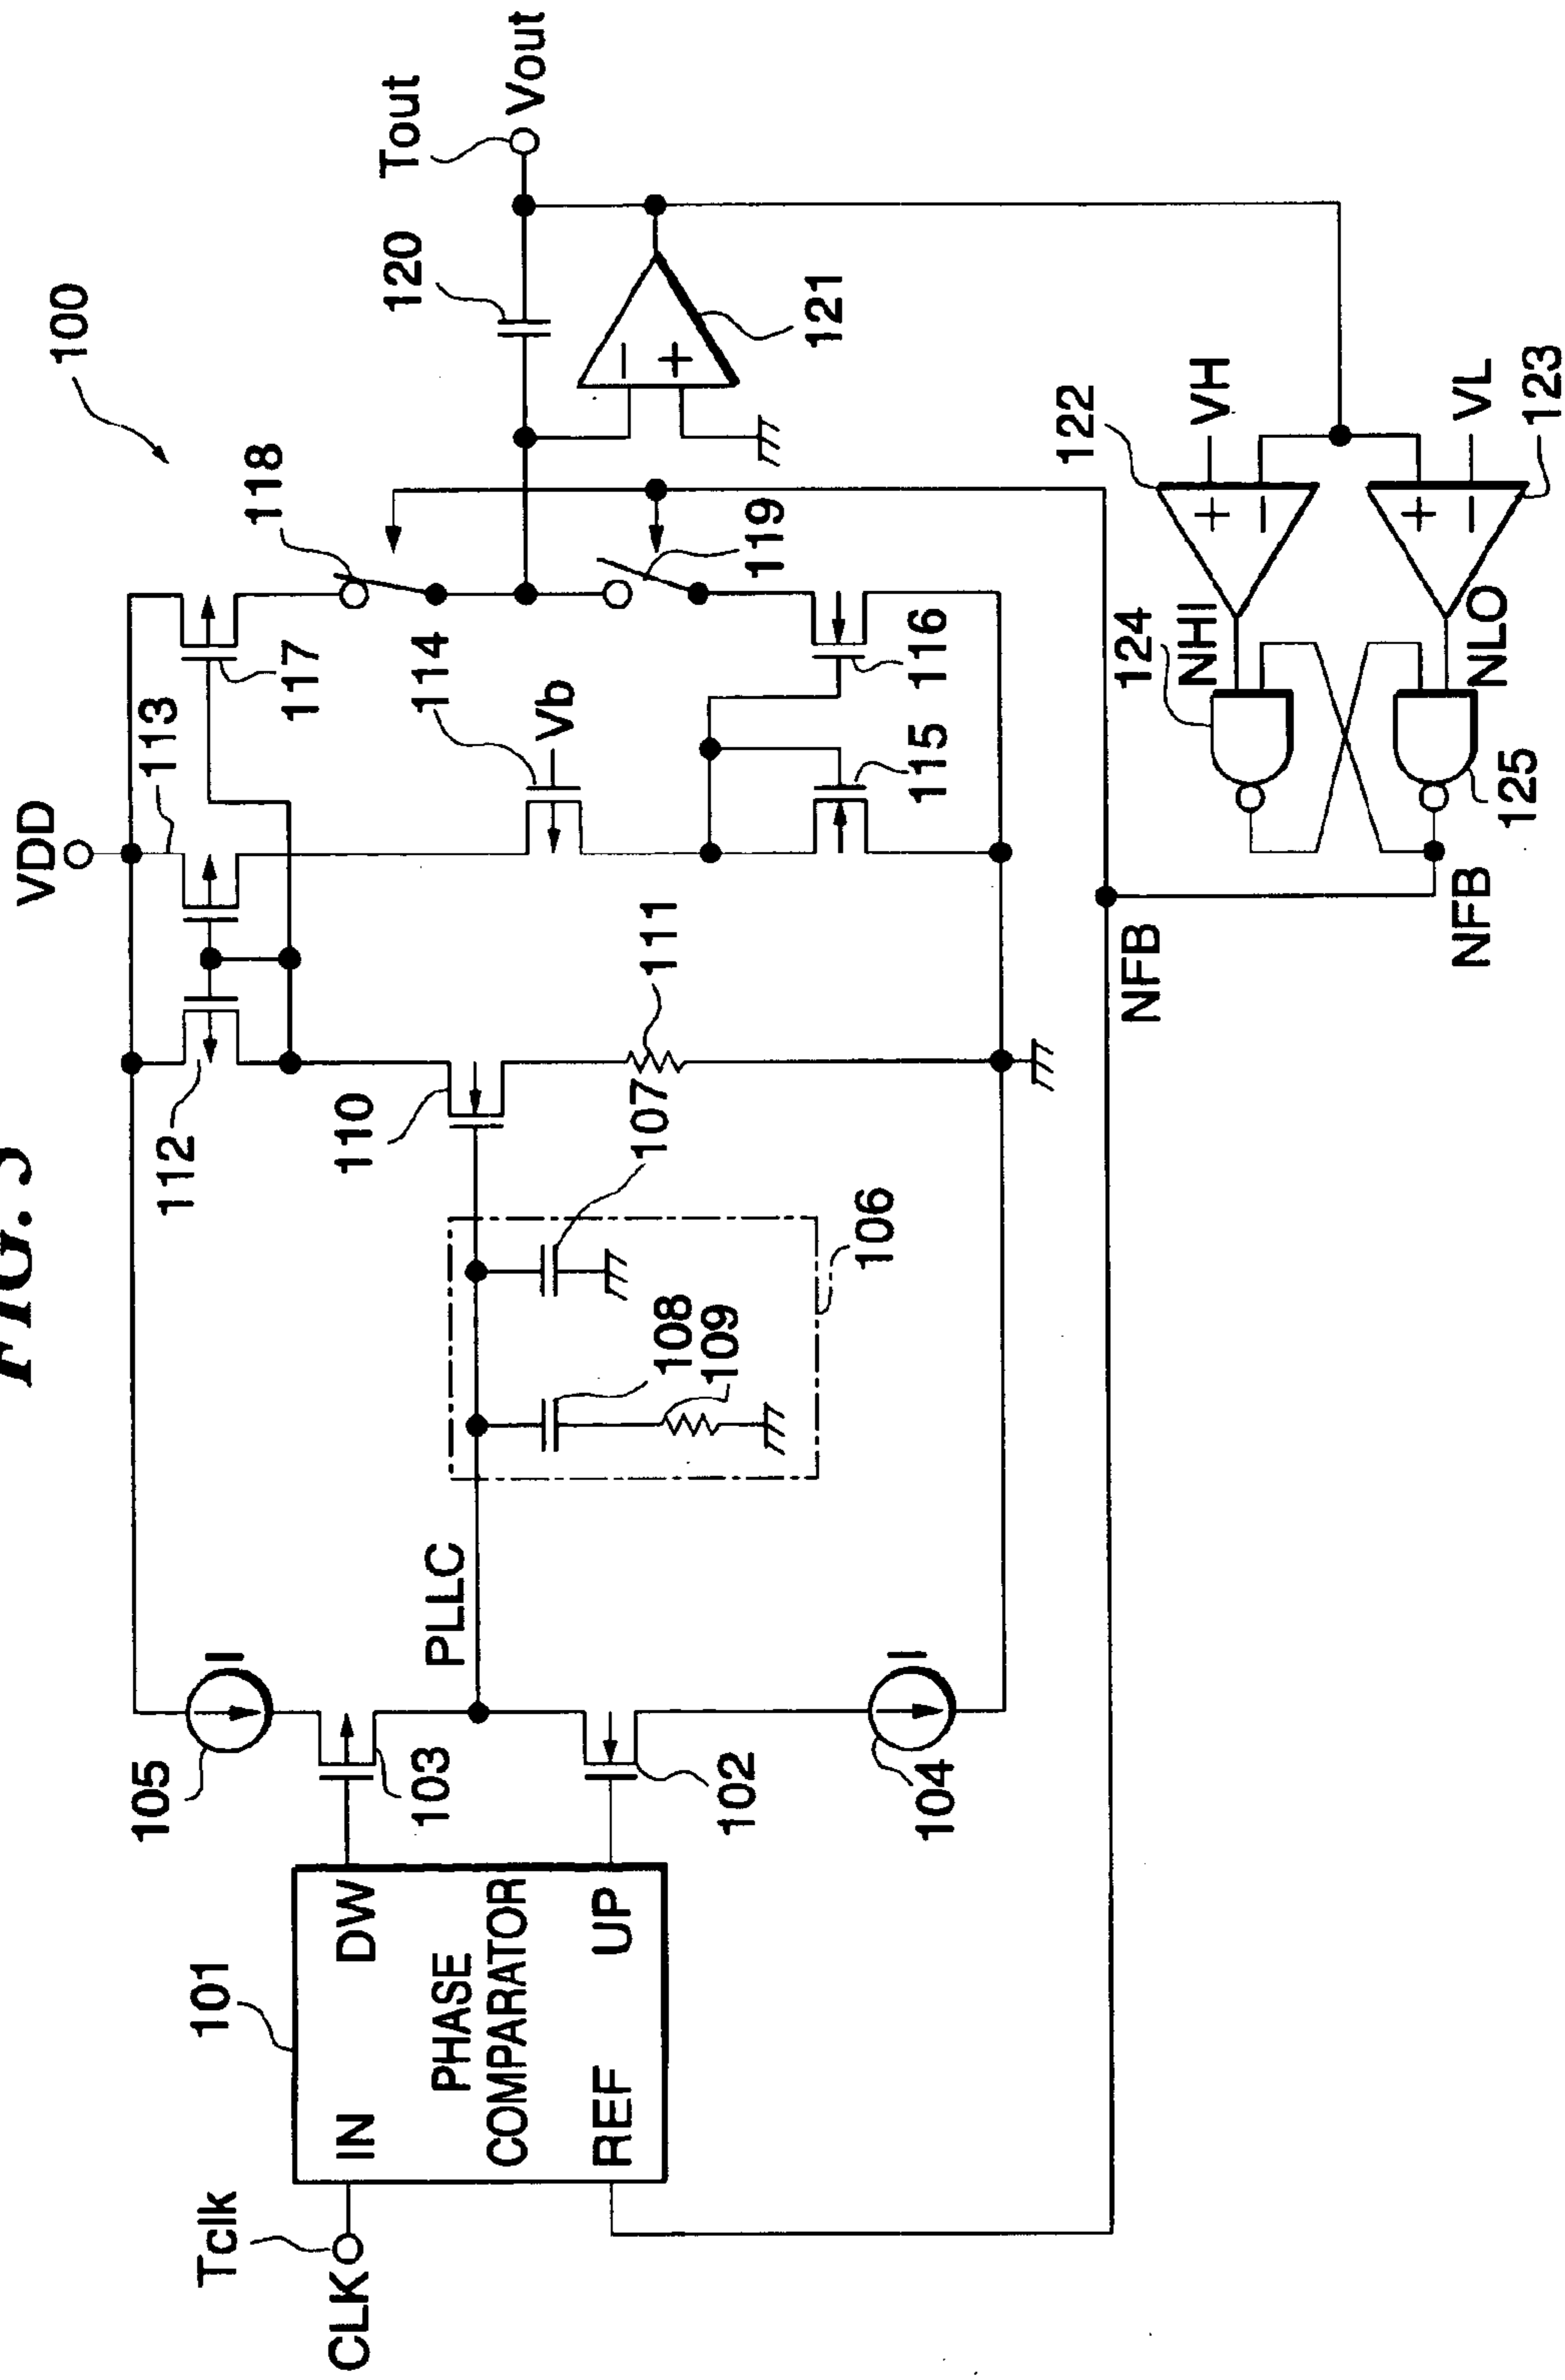 FIG. 3
100
VDD
Tout
Vout
120
121
118
119
117
113
112
114
Vb
116
115
110
111
107
106
108
109
PLLC
105
I
103
102
104
I
101
IN
DW
PHASE
COMPARATOR
REF
UP
Tclk
CLK
NFB
NFB
122
VH
+
−
VL
123
+
−
124
NHI
NLO
125
−
+